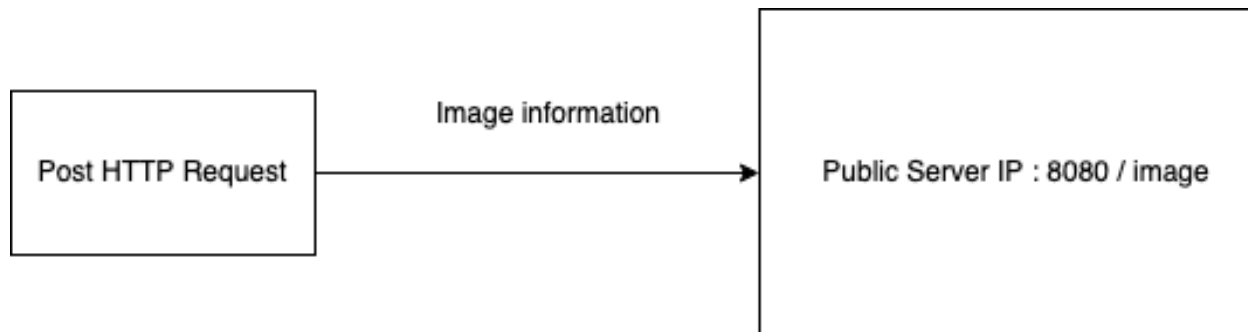 Image information
Post HTTP Request
Public Server IP : 8080 / image